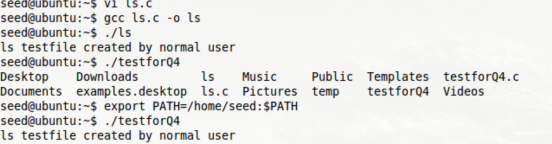 seed@ubuntu:~$ vi ls.c
seed@ubuntu:~$ gcc ls.c -o ls
seed@ubuntu:~$ ./ls
ls testfile created by normal user
seed@ubuntu:~$ ./testforQ4
Desktop    Downloads         ls    Music     Public  Templates  testforQ4.c
Documents  examples.desktop  ls.c  Pictures  temp    testforQ4  Videos
seed@ubuntu:~$ export PATH=/home/seed:$PATH
seed@ubuntu:~$ ./testforQ4
ls testfile created by normal user